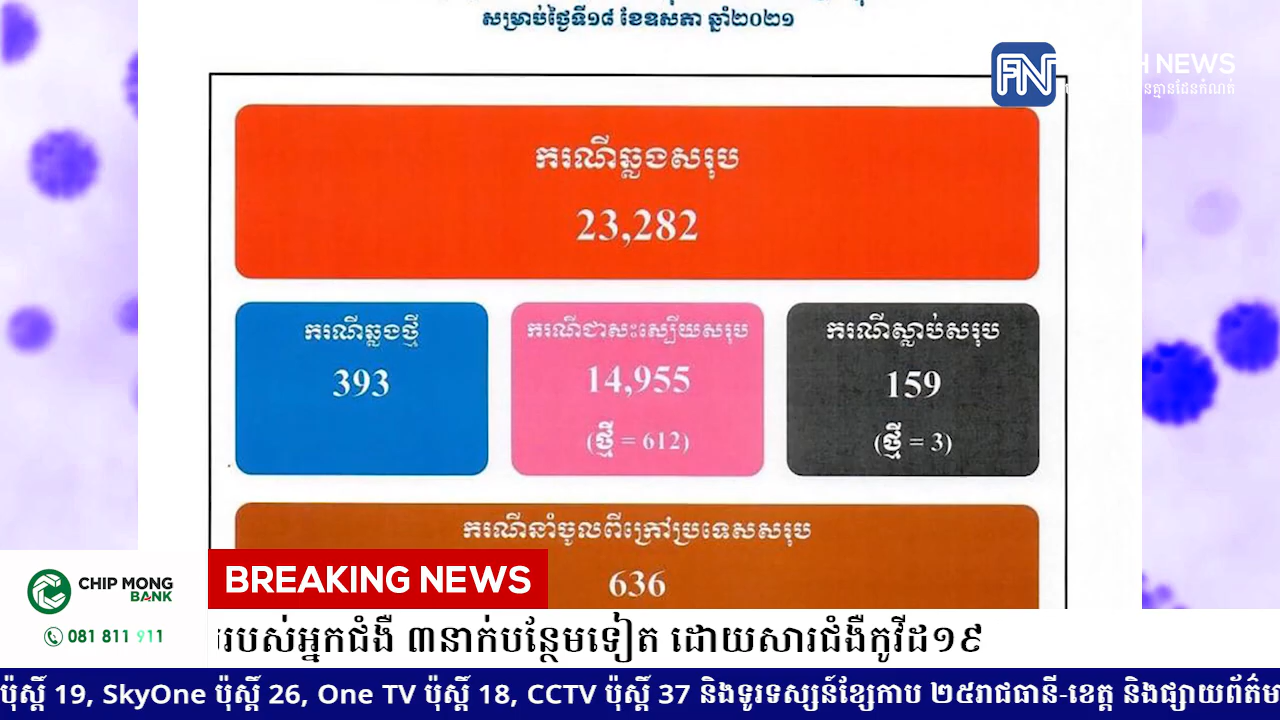 សម្រាប់ថ្ងៃទី១៨ ខែឧសភា ឆ្នាំ២០២១
NEWS
ករណីឆ្លងសរុប
23,282
ករណីឆ្លងថ្មី
393
ករណីជាសះស្បើយសរុប
14,955
(ថ្មី = 612)
ករណីស្លាប់សរុប
159
(ថ្មី = 3)
ករណីនាំចូលពីក្រៅប្រទេសសរុប
636
CHIP MONG
BANK
081 811 911
BREAKING NEWS
របស់អ្នកជំងឺ ៣នាក់បន្ថែមទៀត ដោយសារជំងឺកូវីដ១៩
ប៉ុស្តិ៍ 19, SkyOne ប៉ុស្តិ៍ 26, One TV ប៉ុស្តិ៍ 18, CCTV ប៉ុស្តិ៍ 37 និងទូរទស្សន៍ខ្សែកាប ២៥រាជធានី-ខេត្ត និងផ្សាយព័ត៌មា